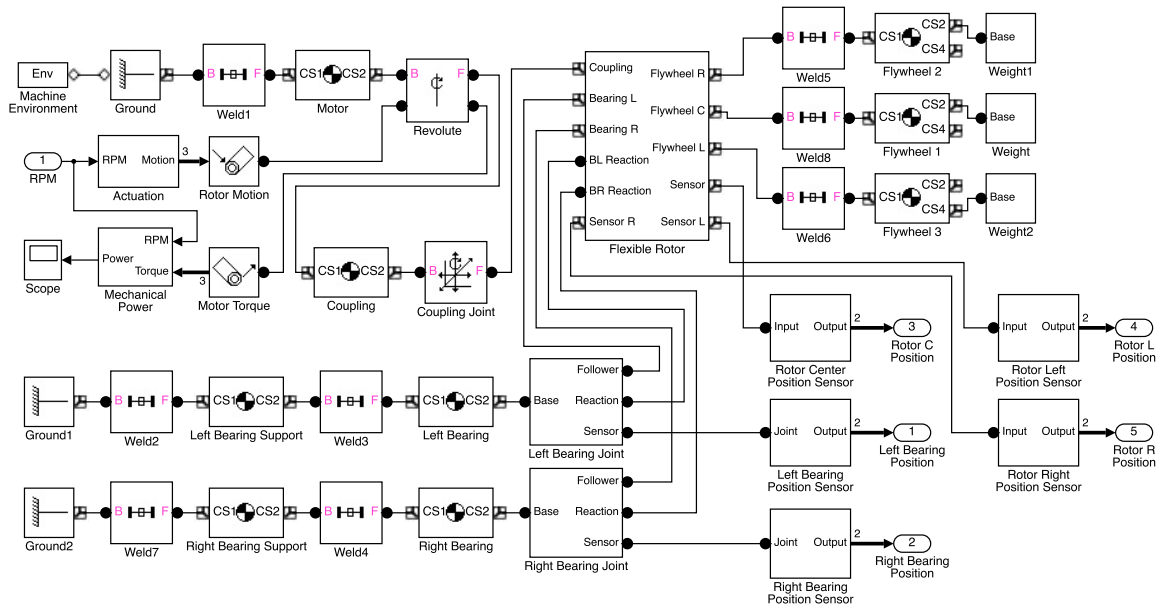 Env
Machine
Environment
Ground
B F
Weld1
CS1 CS2
Motor
B F
Revolute
1
RPM
RPM Motion
Actuation
3
Rotor Motion
Scope
RPM
Power
Torque
Mechanical
Power
3
Motor Torque
CS1 CS2
Coupling
B F
Coupling Joint
Coupling
Bearing L
Bearing R
BL Reaction
BR Reaction
Sensor R
Flywheel R
Flywheel C
Flywheel L
Sensor
Sensor L
Flexible Rotor
B F
Weld5
CS1
CS2
CS4
Flywheel 2
Base
Weight1
B F
Weld8
CS1
CS2
CS4
Flywheel 1
Base
Weight
B F
Weld6
CS1
CS2
CS4
Flywheel 3
Base
Weight2
Input Output
2
Rotor Center
Position Sensor
3
Rotor C
Position
Input Output
2
Rotor Left
Position Sensor
4
Rotor L
Position
Ground1
B F
Weld2
CS1 CS2
Left Bearing Support
B F
Weld3
CS1 CS2
Left Bearing
Follower
Base Reaction
Sensor
Left Bearing Joint
Joint Output
2
Left Bearing
Position Sensor
1
Left Bearing
Position
Input Output
2
Rotor Right
Position Sensor
5
Rotor R
Position
Ground2
B F
Weld7
CS1 CS2
Right Bearing Support
B F
Weld4
CS1 CS2
Right Bearing
Follower
Base Reaction
Sensor
Right Bearing Joint
Joint Output
2
Right Bearing
Position Sensor
2
Right Bearing
Position